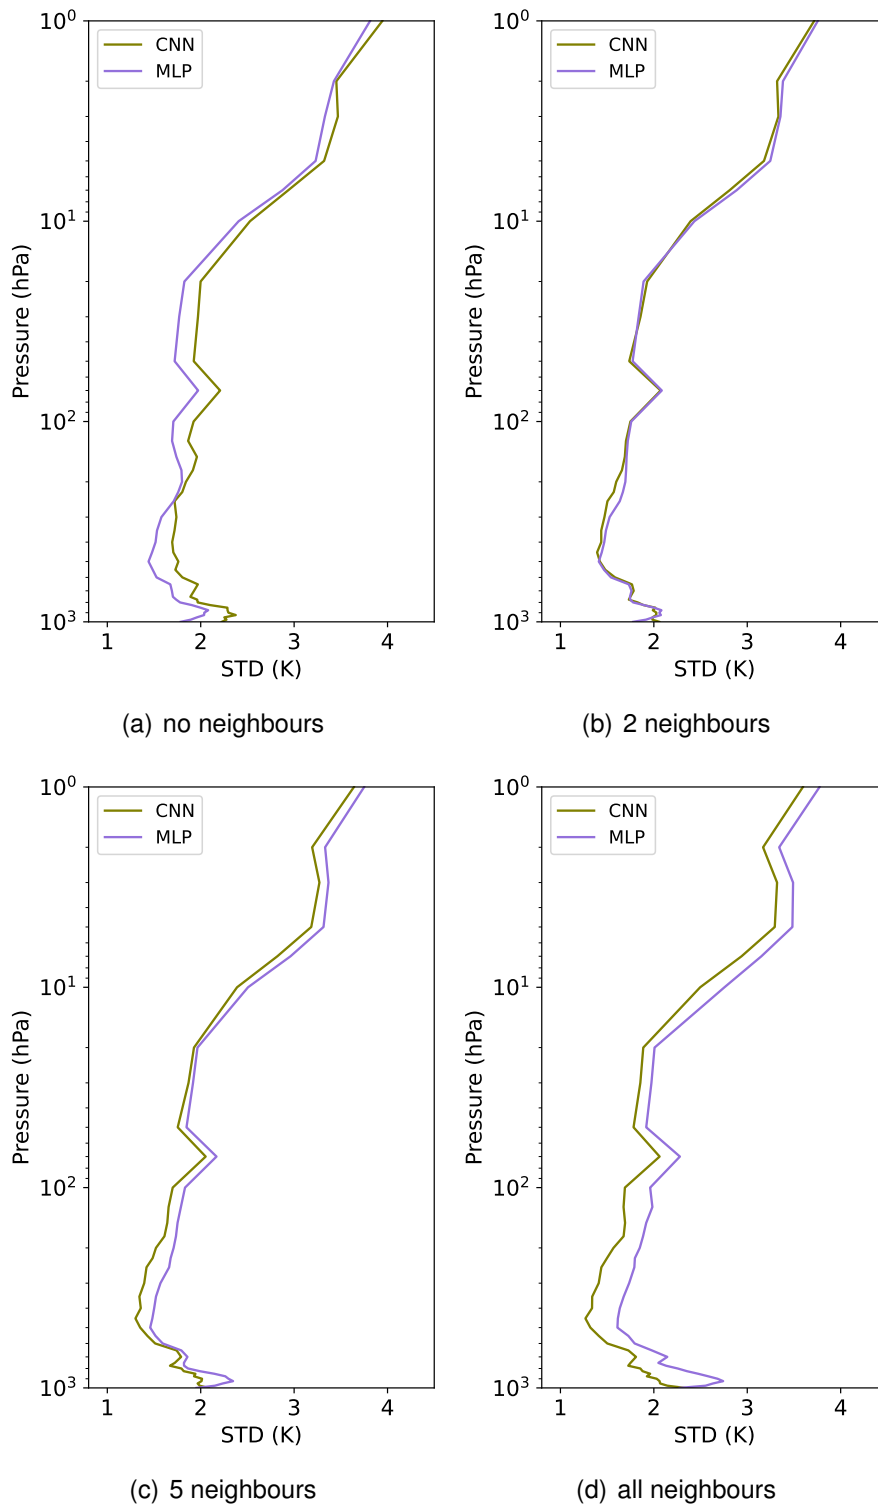 10⁰
CNN
MLP
10¹
10²
10³
Pressure (hPa)
1 2 3 4
STD (K)
(a) no neighbours
10⁰
CNN
MLP
10¹
10²
10³
Pressure (hPa)
1 2 3 4
STD (K)
(b) 2 neighbours
10⁰
CNN
MLP
10¹
10²
10³
Pressure (hPa)
1 2 3 4
STD (K)
(c) 5 neighbours
10⁰
CNN
MLP
10¹
10²
10³
Pressure (hPa)
1 2 3 4
STD (K)
(d) all neighbours